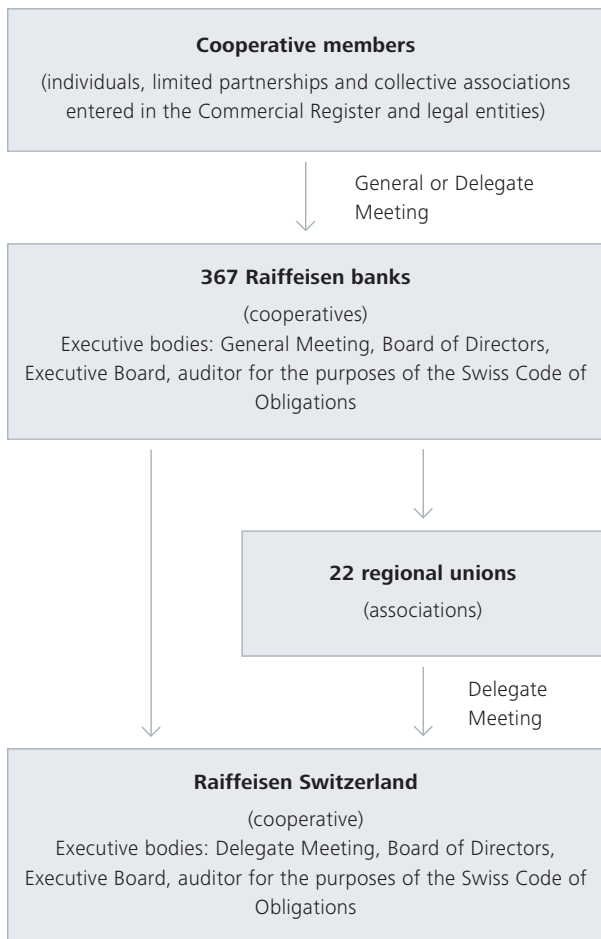 Cooperative members
(individuals, limited partnerships and collective associations
entered in the Commercial Register and legal entities)
General or Delegate
Meeting
367 Raiffeisen banks
(cooperatives)
Executive bodies: General Meeting, Board of Directors,
Executive Board, auditor for the purposes of the Swiss Code of
Obligations
22 regional unions
(associations)
Delegate
Meeting
Raiffeisen Switzerland
(cooperative)
Executive bodies: Delegate Meeting, Board of Directors,
Executive Board, auditor for the purposes of the Swiss Code of
Obligations